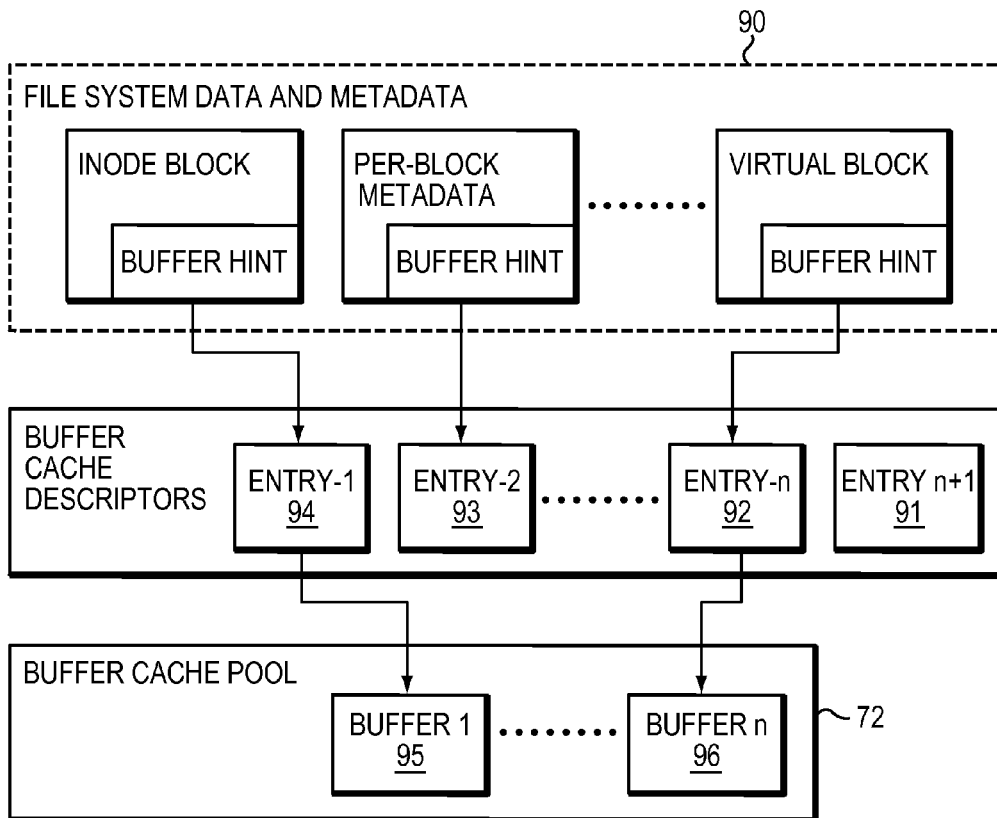 90
FILE SYSTEM DATA AND METADATA
INODE BLOCK
BUFFER HINT
PER-BLOCK
METADATA
BUFFER HINT
VIRTUAL BLOCK
BUFFER HINT
BUFFER
CACHE
DESCRIPTORS
ENTRY-1
94
ENTRY-2
93
ENTRY-n
92
ENTRY n+1
91
BUFFER CACHE POOL
BUFFER 1
95
BUFFER n
96
72